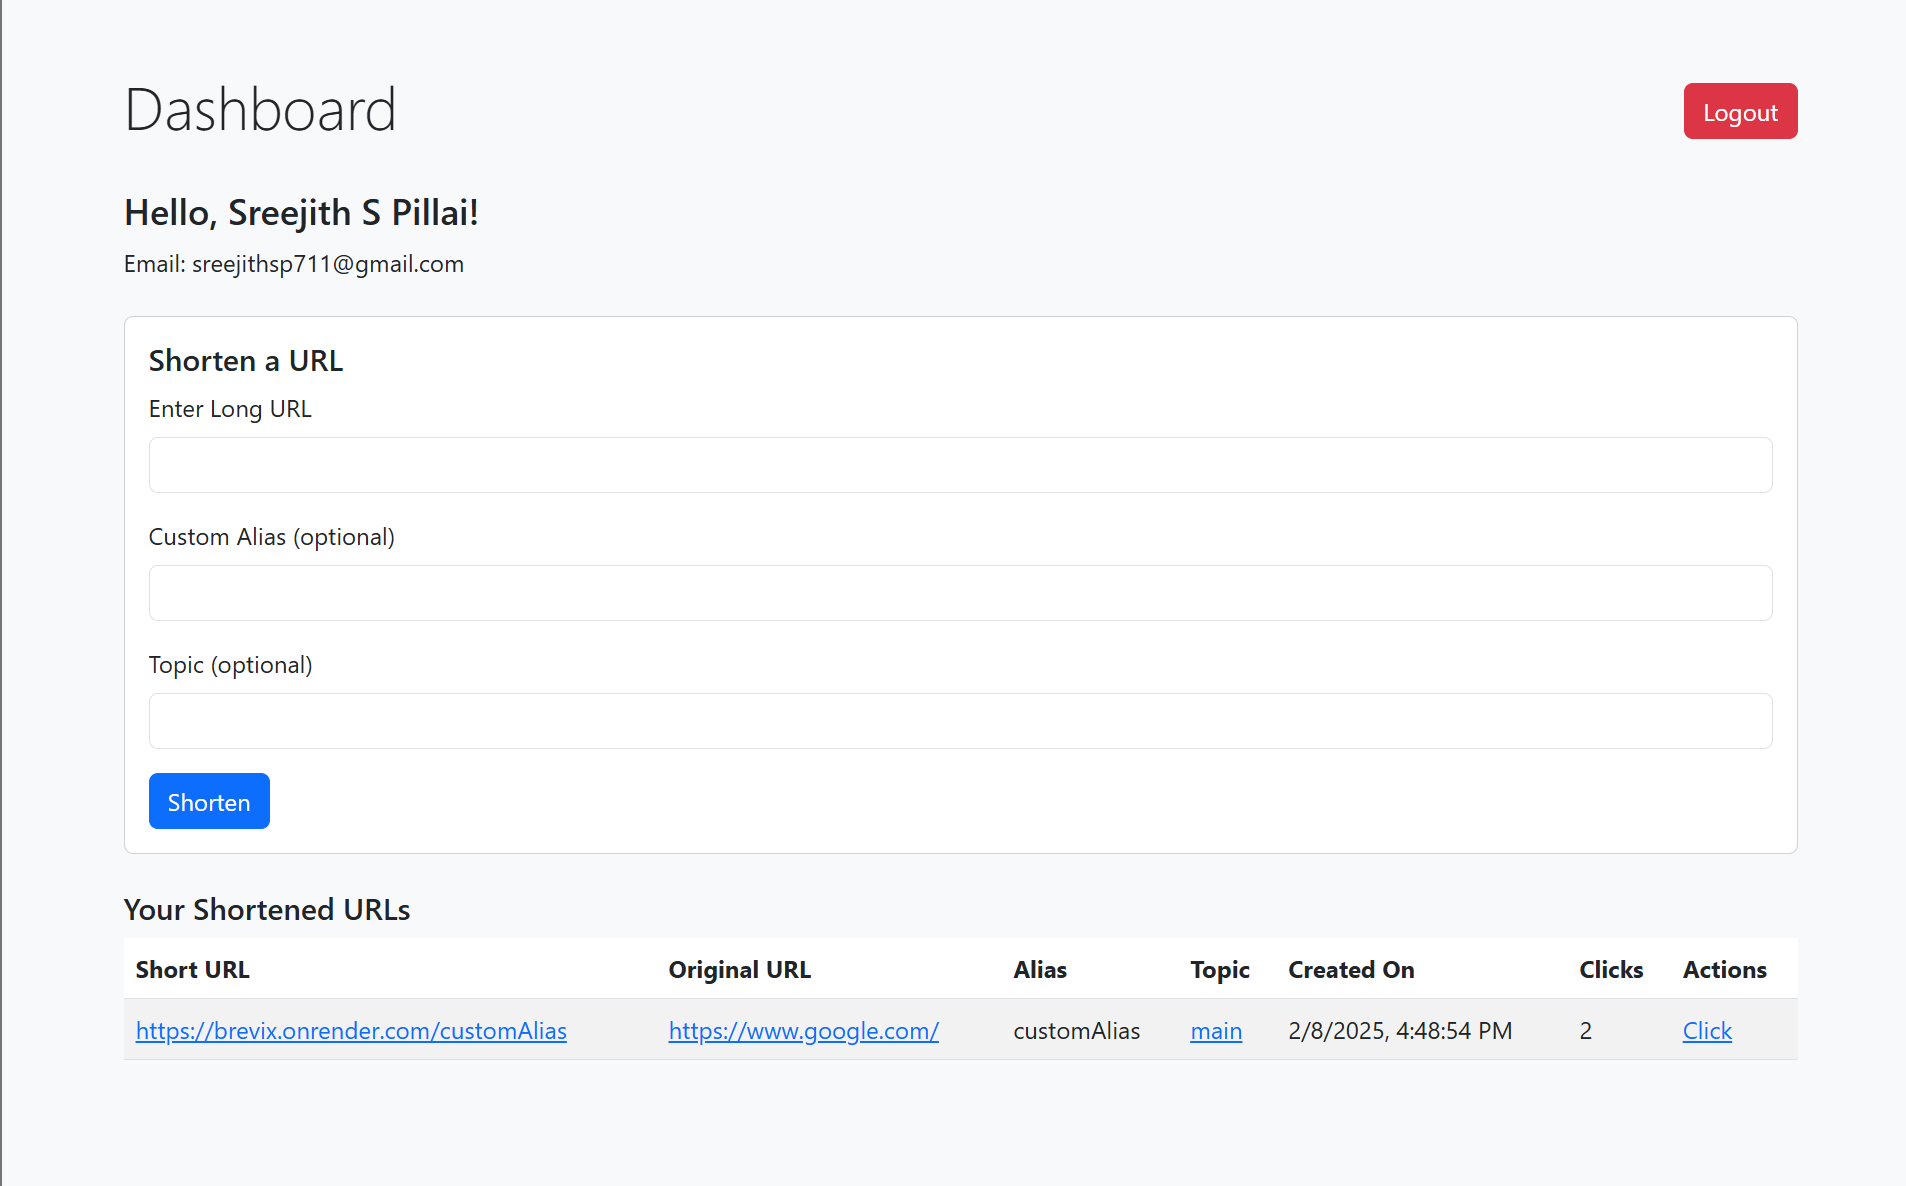 Dashboard
Logout
Hello, Sreejith S Pillai!
Email: sreejithsp711@gmail.com
Shorten a URL
Enter Long URL
Custom Alias (optional)
Topic (optional)
Shorten
Your Shortened URLs
Short URL Original URL Alias Topic Created On Clicks Actions
https://brevix.onrender.com/customAlias https://www.google.com/ customAlias main 2/8/2025, 4:48:54 PM 2 Click